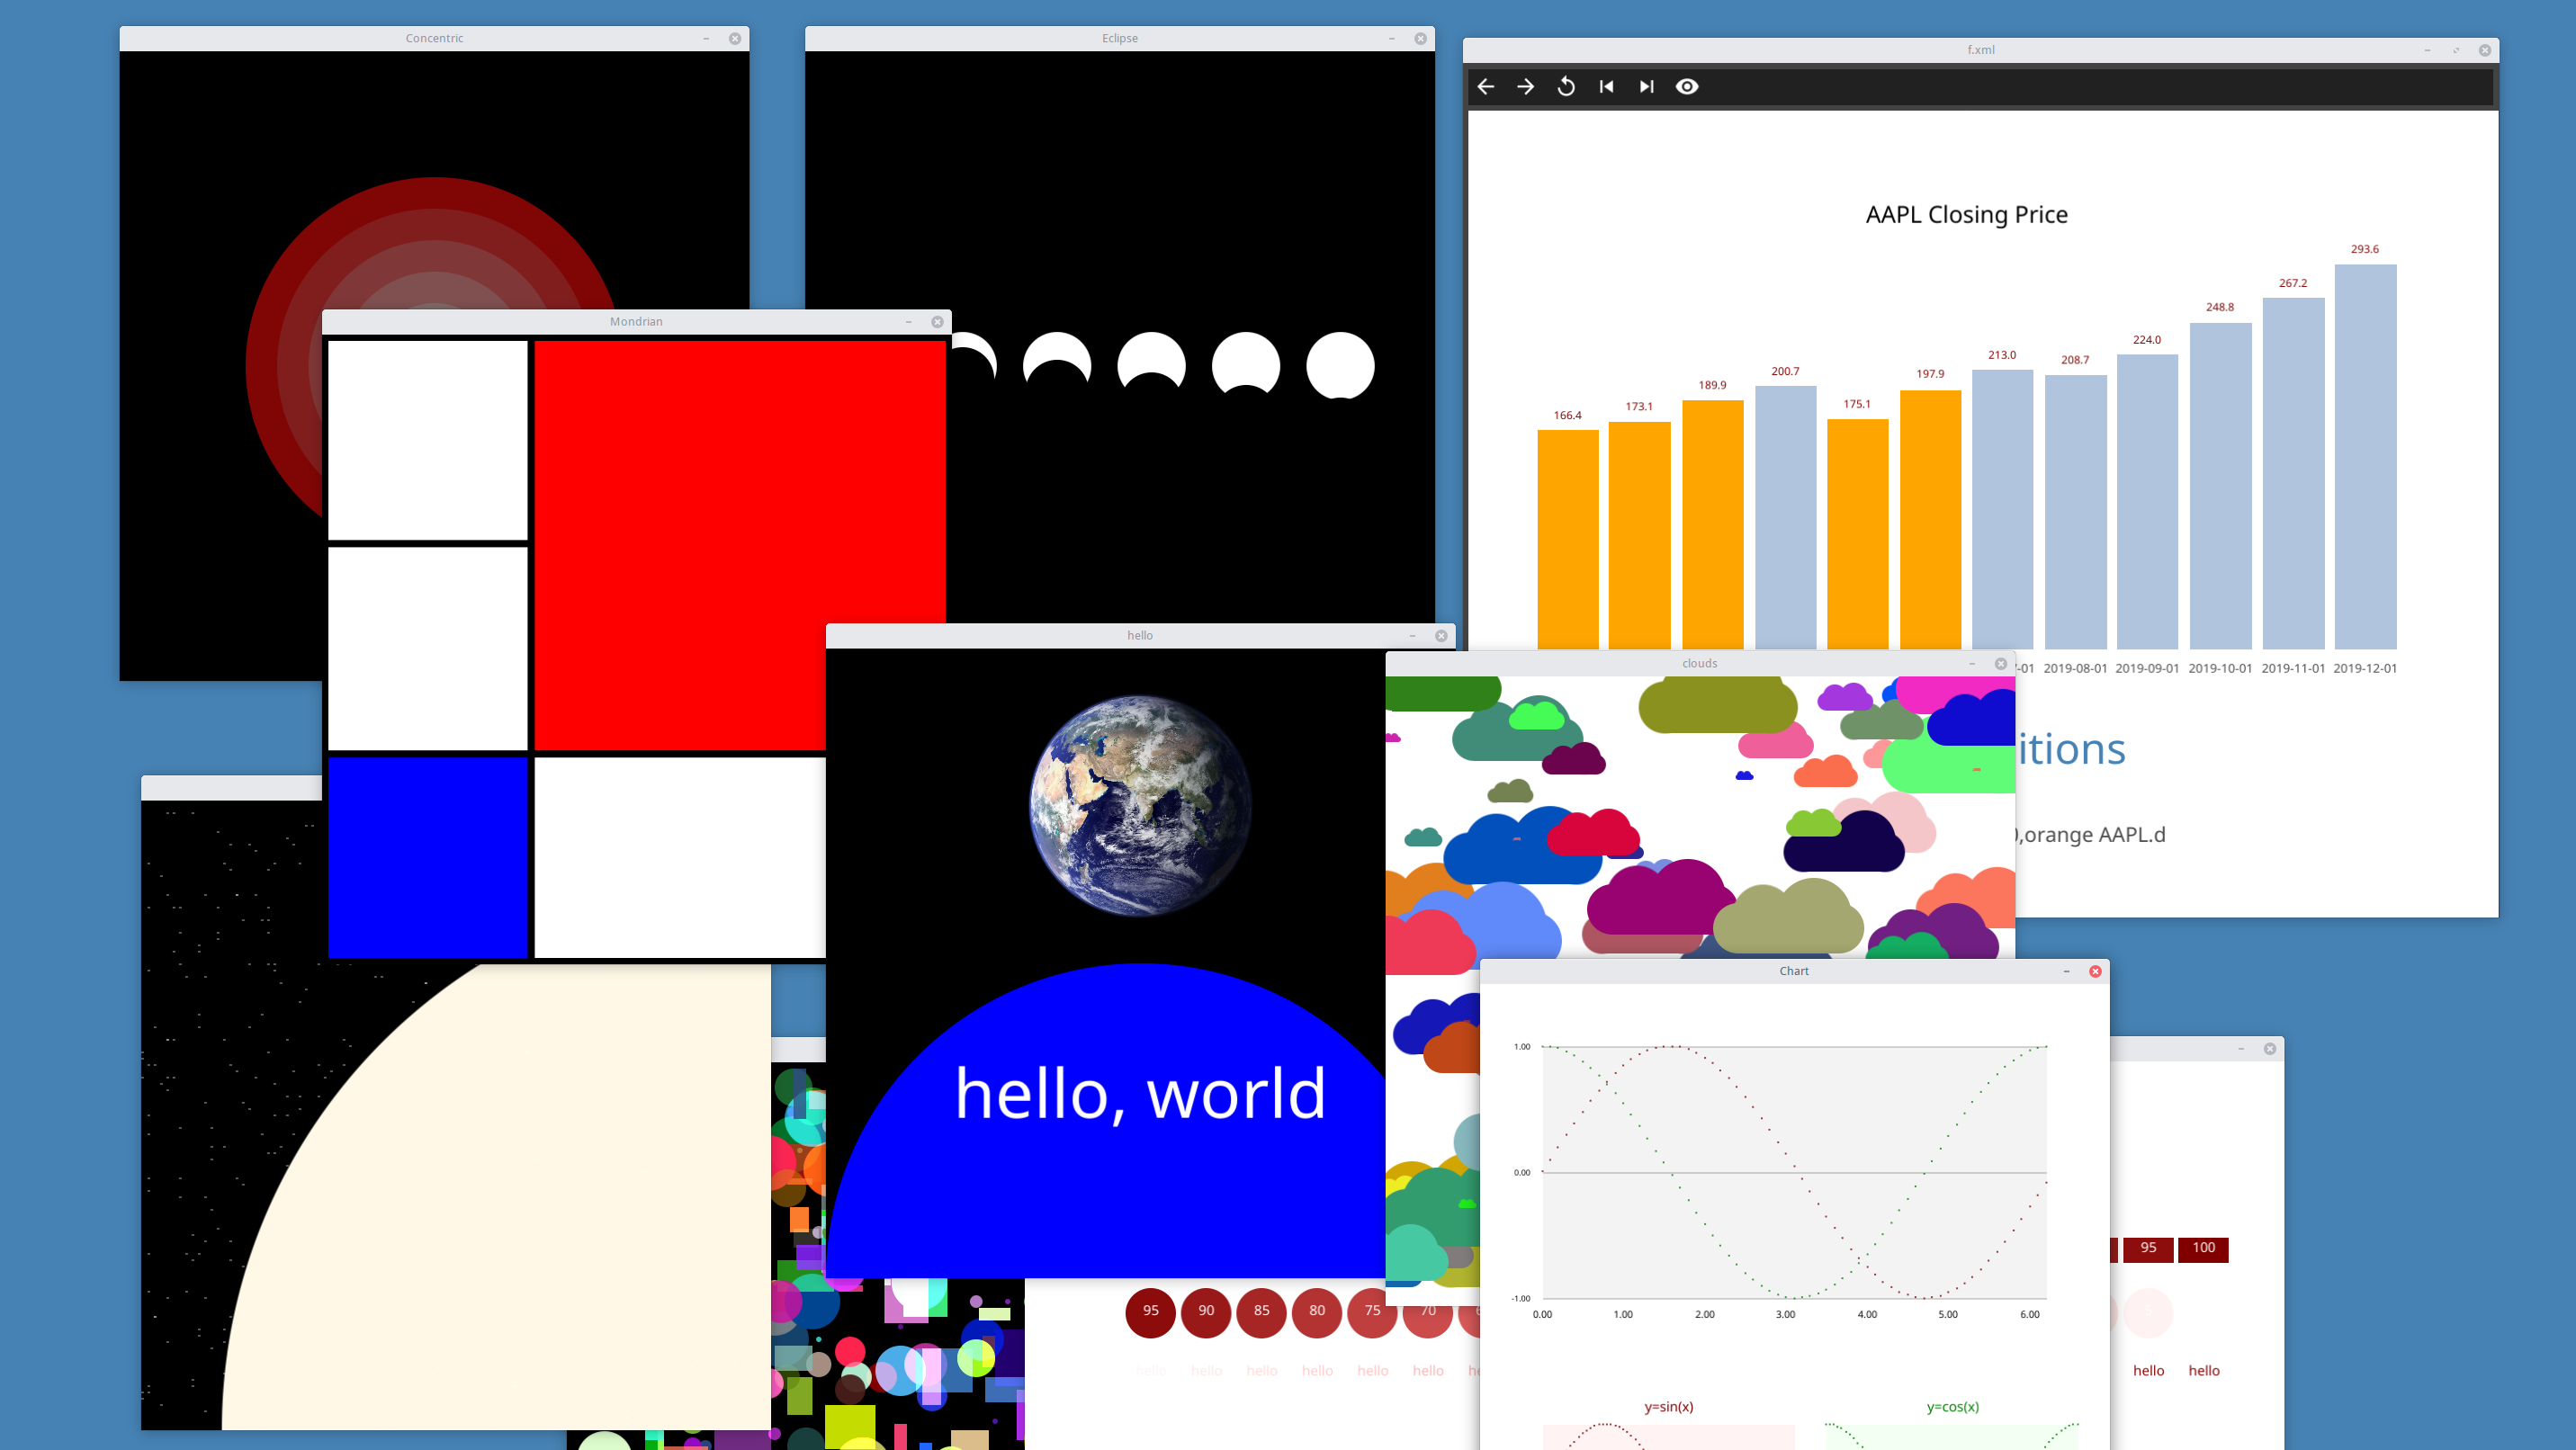 Concentric
Eclipse
f.xml
AAPL Closing Price
293.6
267.2
248.8
224.0
213.0
208.7
200.7
197.9
189.9
175.1
173.1
166.4
Mondrian
hello
clouds
-01 2019-08-01 2019-09-01 2019-10-01 2019-11-01 2019-12-01
itions
,orange AAPL.d
hello, world
Chart
1.00
0.00
-1.00
0.00 1.00 2.00 3.00 4.00 5.00 6.00
y=sin(x) y=cos(x)
95 100
95 90 85 80 75 70
hello hello hello hello hello hello
hello hello